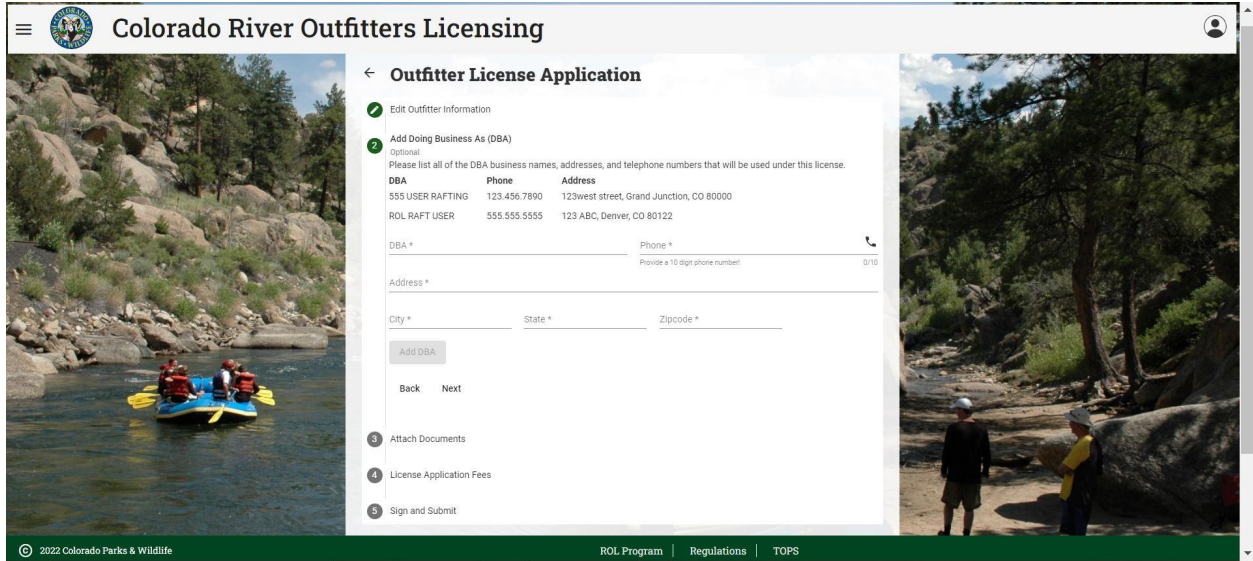 Colorado River Outfitters Licensing
Outfitter License Application
Edit Outfitter Information
2 Add Doing Business As (DBA)
Optional
Please list all of the DBA business names, addresses, and telephone numbers that will be used under this license.
DBA Phone Address
555 USER RAFTING 123.456.7890 123west street, Grand Junction, CO 80000
ROL RAFT USER 555.555.5555 123 ABC, Denver, CO 80122
DBA * Phone *
Provide a 10 digit phone number! 0/10
Address *
City * State * Zipcode *
Add DBA
Back Next
3 Attach Documents
4 License Application Fees
5 Sign and Submit
© 2022 Colorado Parks & Wildlife ROL Program | Regulations | TOPS